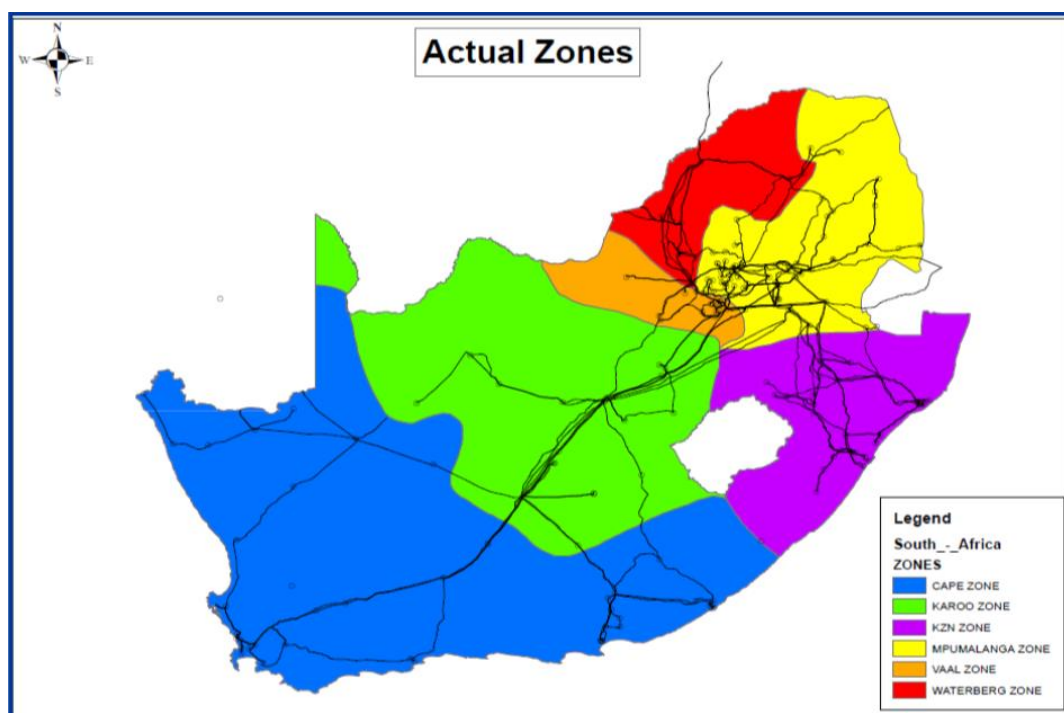 Actual Zones
N
W E
S
Legend
South_-_Africa
ZONES
CAPE ZONE
KAROO ZONE
KZN ZONE
MPUMALANGA ZONE
VAAL ZONE
WATERBERG ZONE